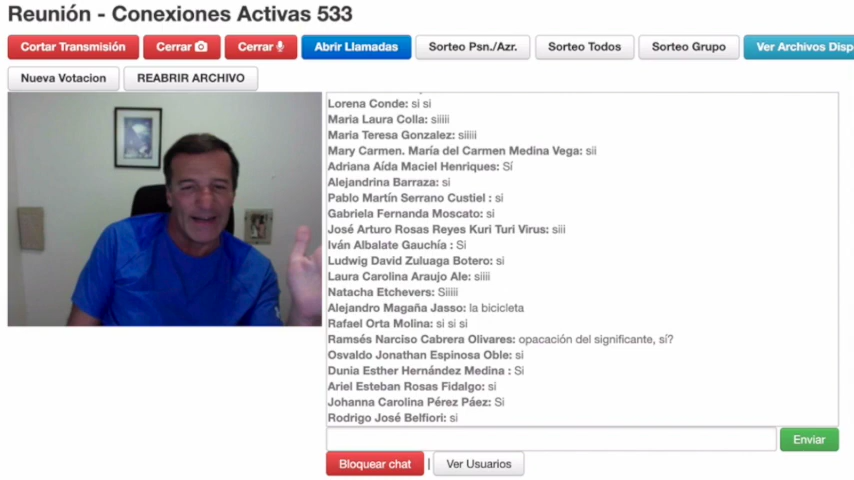 Reunión - Conexiones Activas 533
Cortar Transmisión Cerrar Cerrar Abrir Llamadas Sorteo Psn./Azr. Sorteo Todos Sorteo Grupo Ver Archivos Disp
Nueva Votacion REABRIR ARCHIVO
Lorena Conde: si si
Maria Laura Colla: siiiii
Maria Teresa Gonzalez: siiiii
Mary Carmen. María del Carmen Medina Vega: sii
Adriana Aída Maciel Henriques: Sí
Alejandrina Barraza: si
Pablo Martín Serrano Custiel : si
Gabriela Fernanda Moscato: si
José Arturo Rosas Reyes Kuri Turi Virus: siii
Iván Albalate Gauchía : Si
Ludwig David Zuluaga Botero: si
Laura Carolina Araujo Ale: siiii
Natacha Etchevers: Siiiii
Alejandro Magaña Jasso: la bicicleta
Rafael Orta Molina: si si si
Ramsés Narciso Cabrera Olivares: opacación del significante, sí?
Osvaldo Jonathan Espinosa Oble: si
Dunia Esther Hernández Medina : Si
Ariel Esteban Rosas Fidalgo: si
Johanna Carolina Pérez Páez: Si
Rodrigo José Belfiori: si
Enviar
Bloquear chat | Ver Usuarios